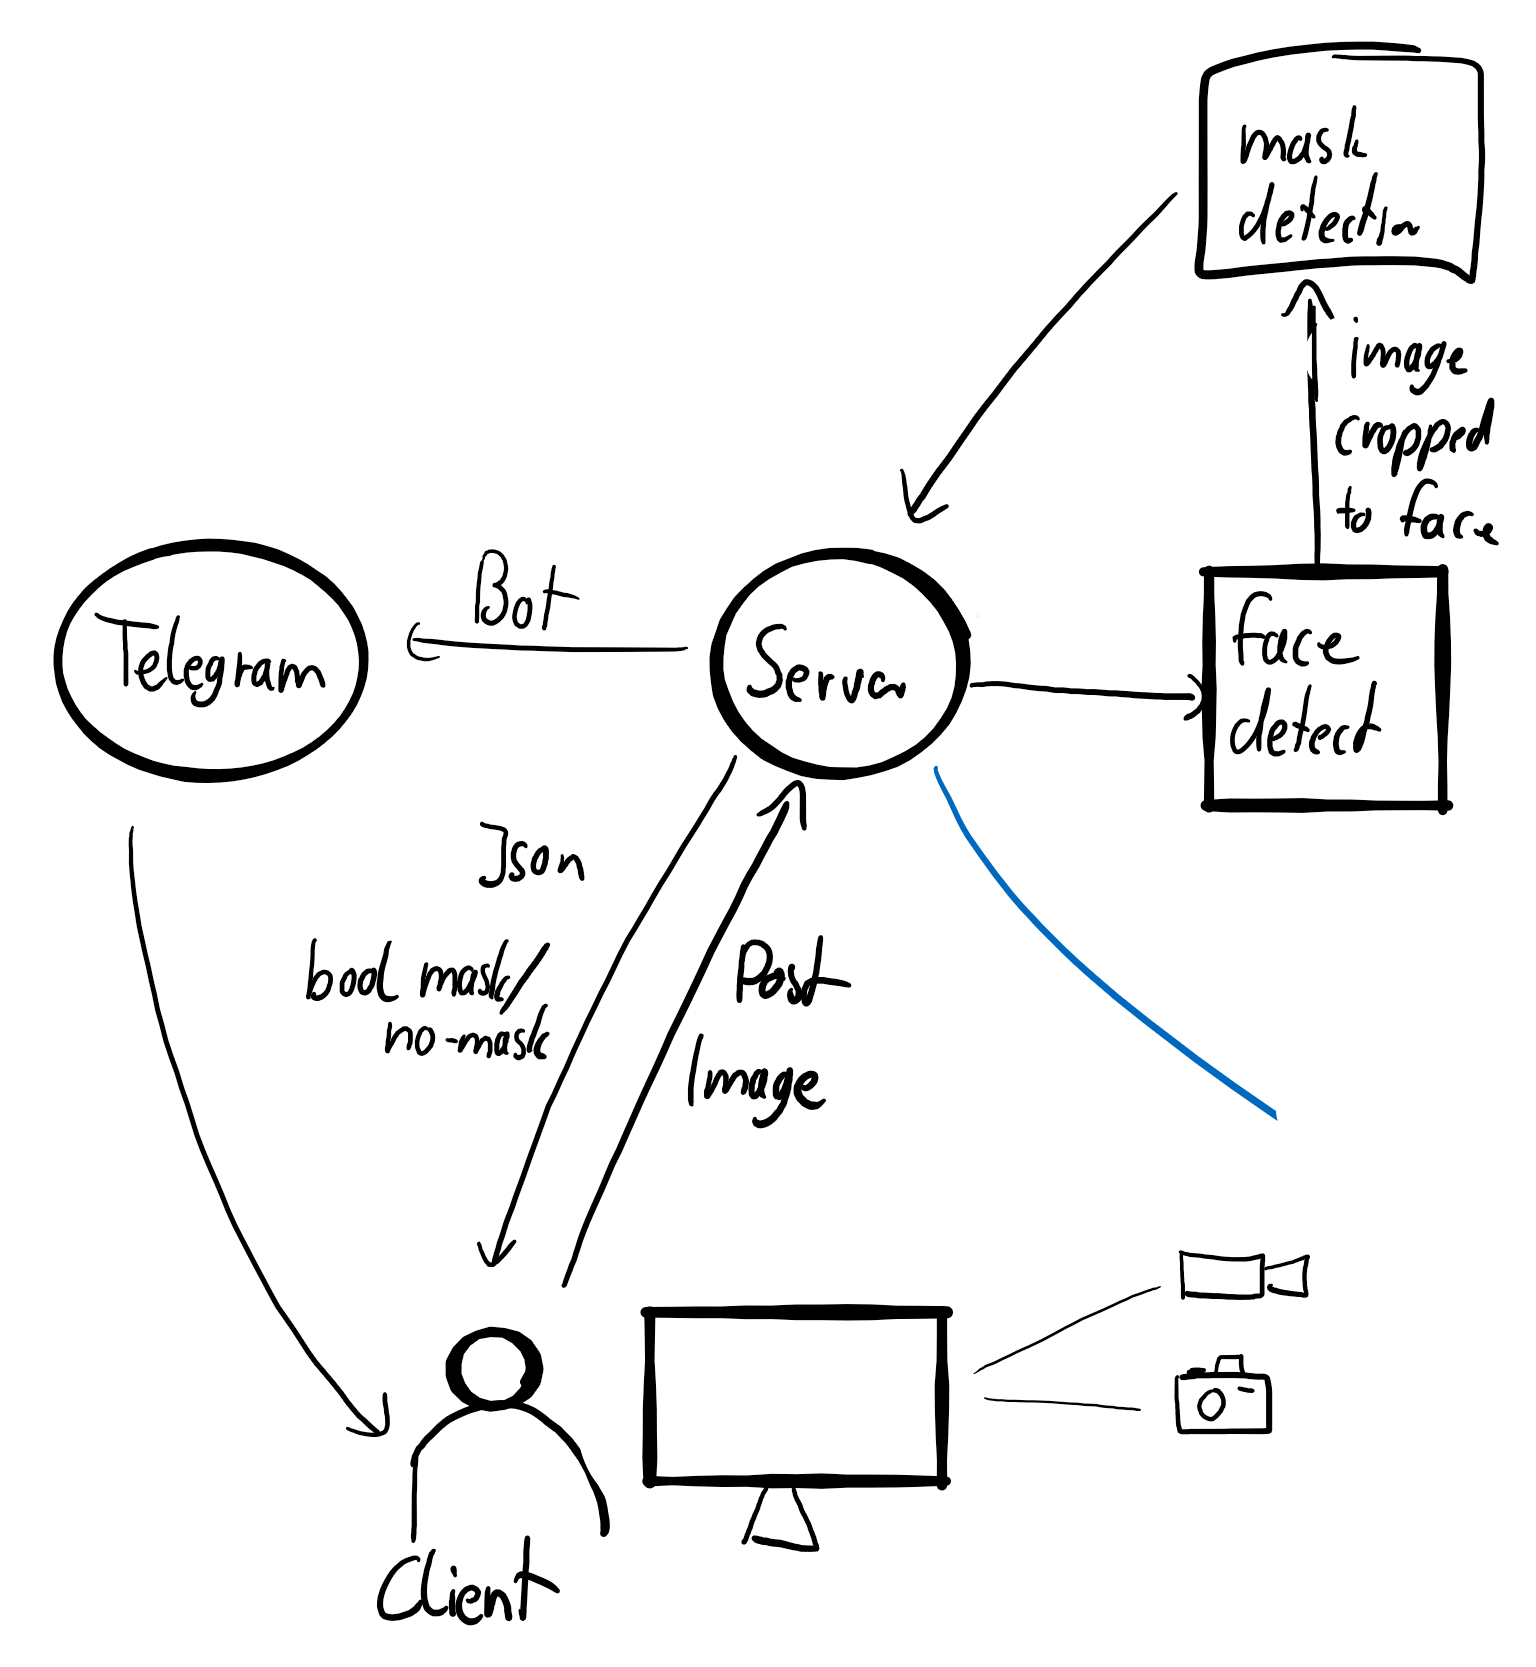 mask
detection
image
cropped
to face
Telegram
Bot
Server
face
detect
Json
bool mask/
no-mask
Post
Image
Client